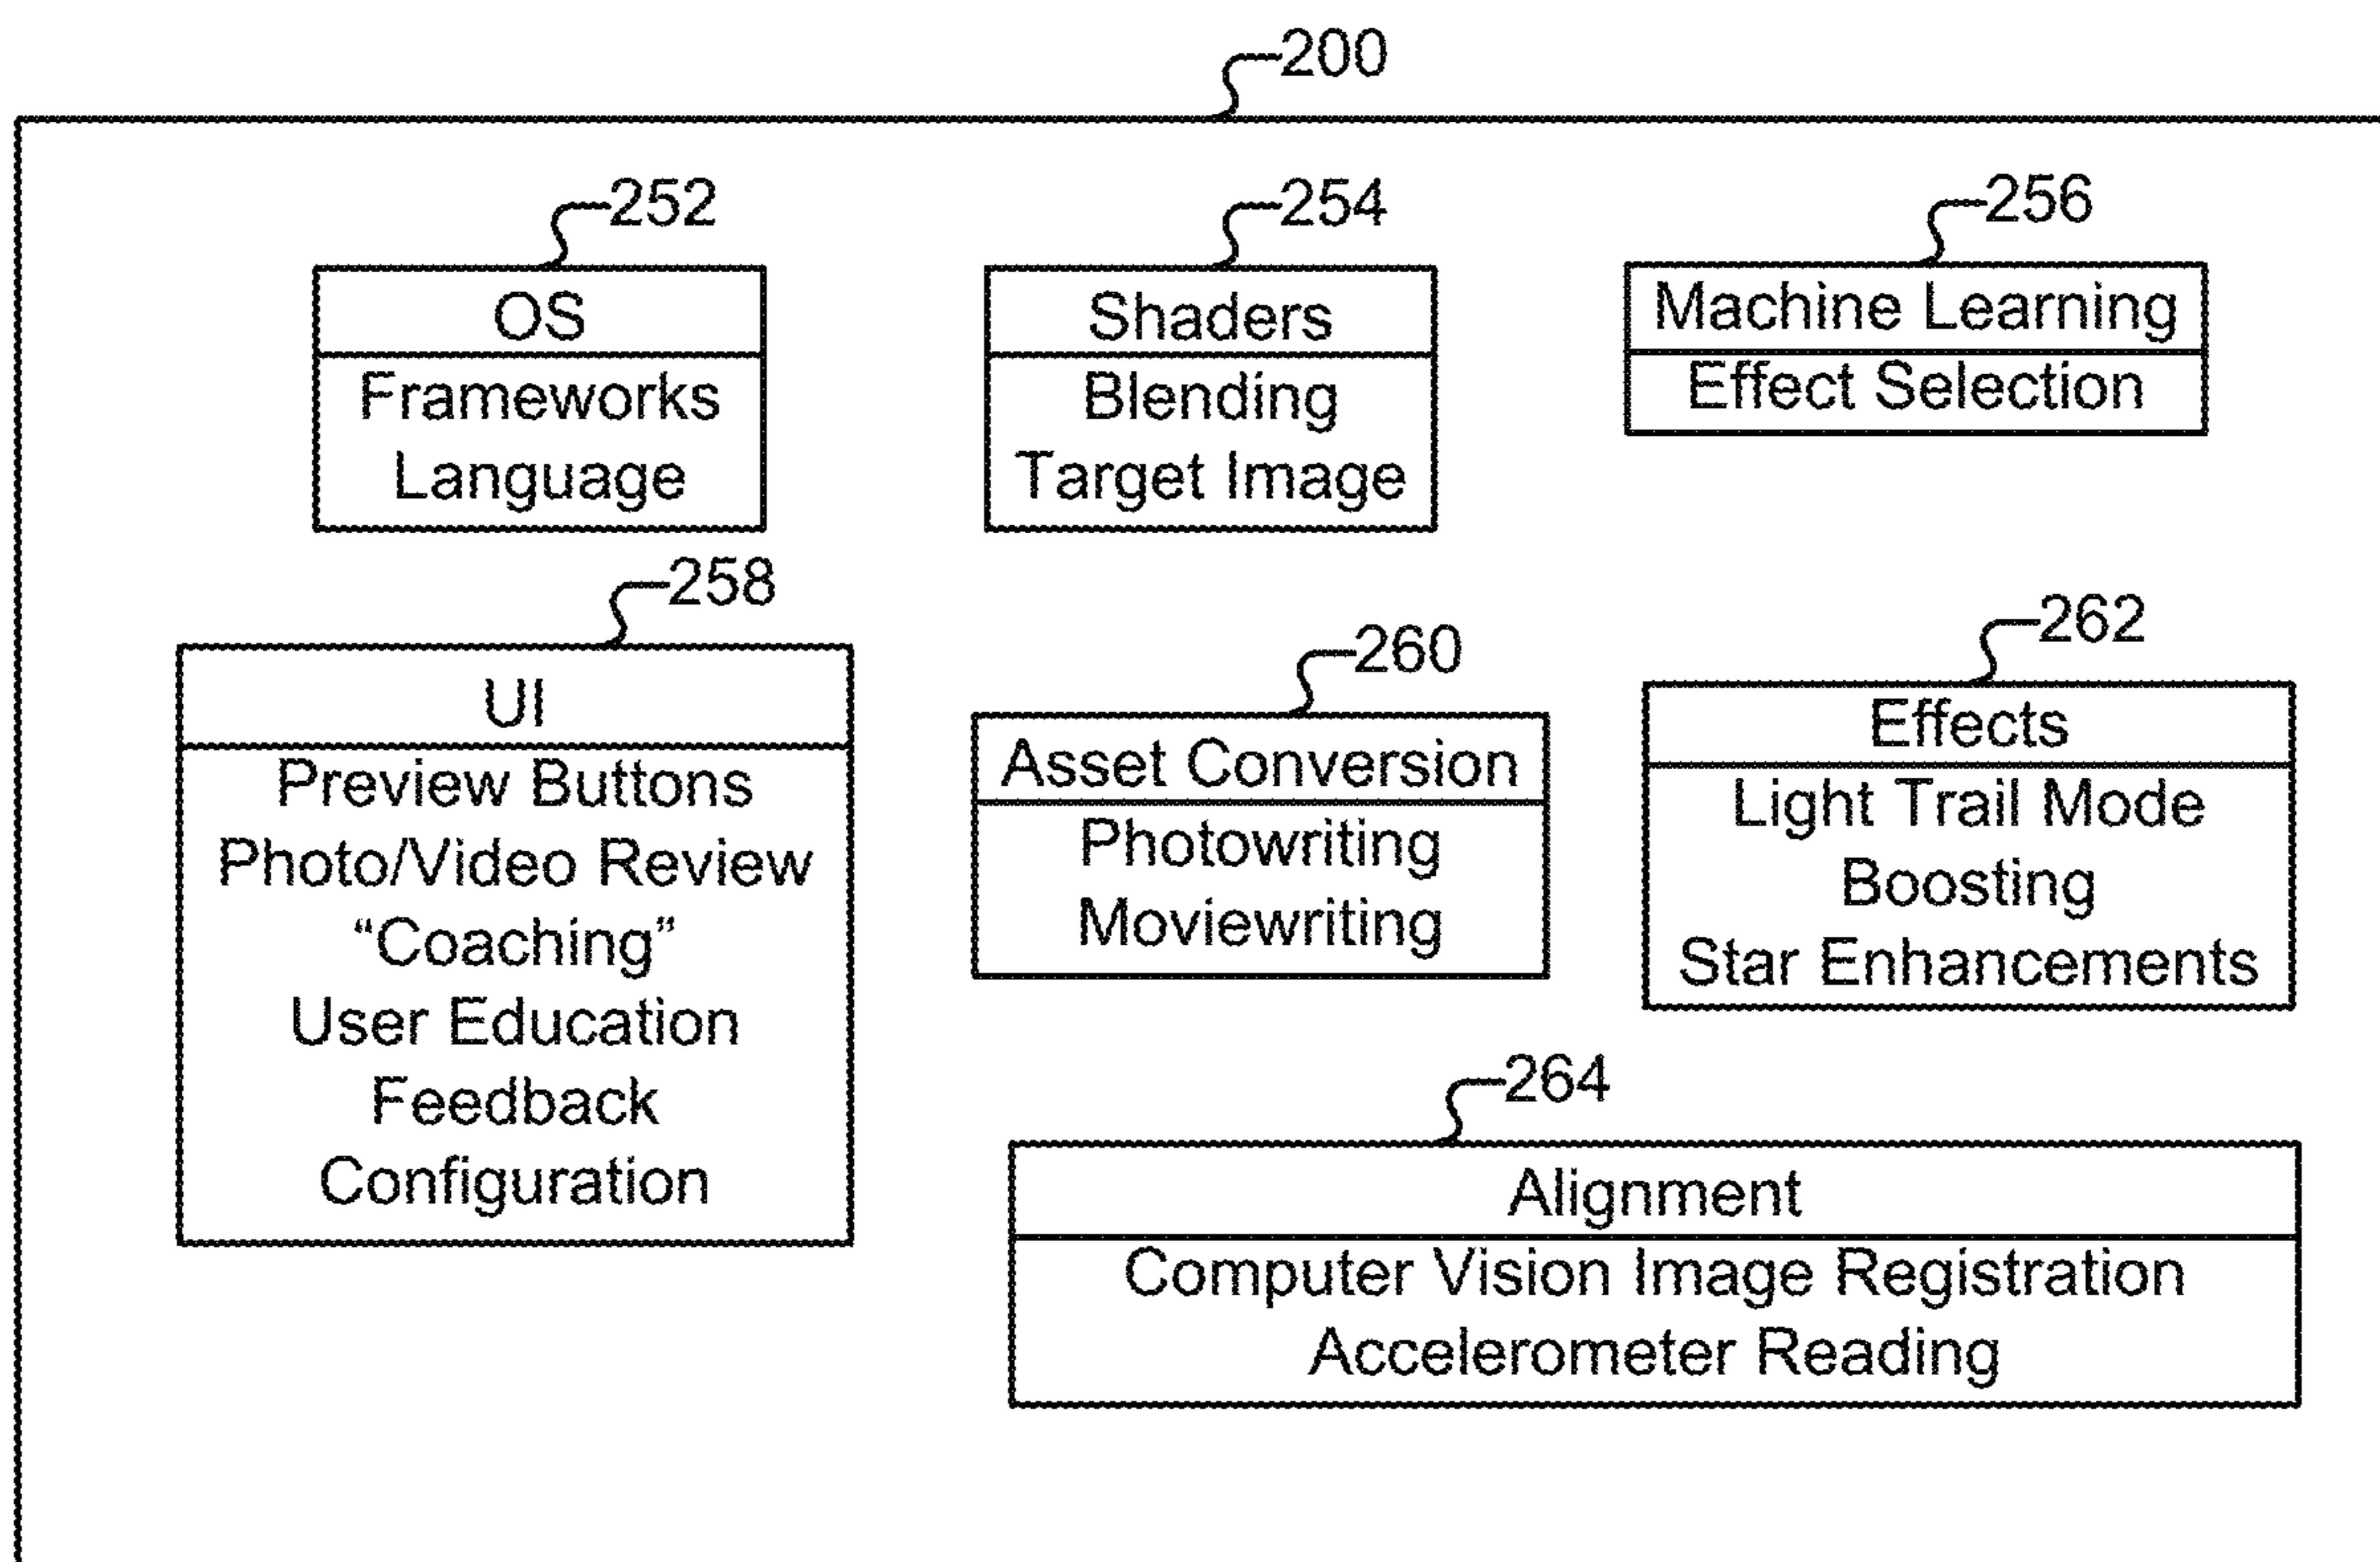 200
252
OS
Frameworks
Language
254
Shaders
Blending
Target Image
256
Machine Learning
Effect Selection
258
UI
Preview Buttons
Photo/Video Review
“Coaching”
User Education
Feedback
Configuration
260
Asset Conversion
Photowriting
Moviewriting
262
Effects
Light Trail Mode
Boosting
Star Enhancements
264
Alignment
Computer Vision Image Registration
Accelerometer Reading